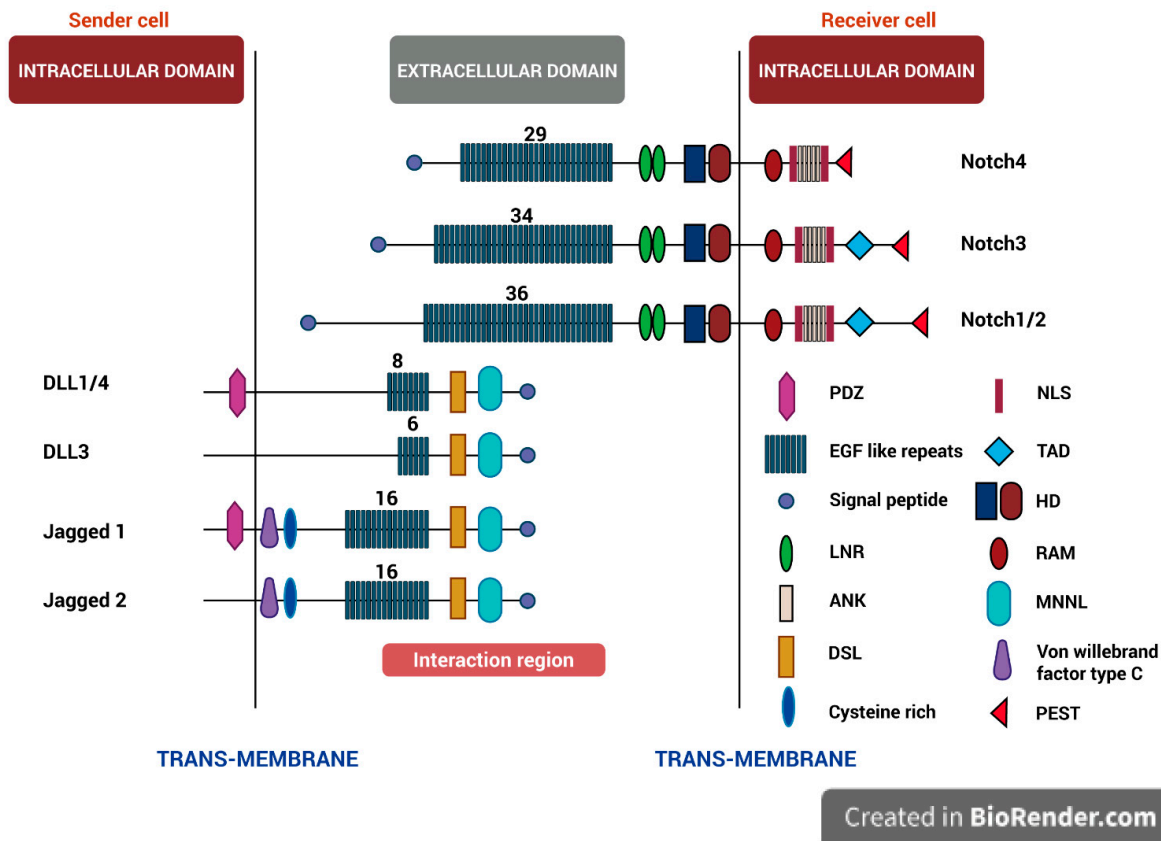 Sender cell
Receiver cell
INTRACELLULAR DOMAIN
EXTRACELLULAR DOMAIN
INTRACELLULAR DOMAIN
29
Notch4
34
Notch3
36
Notch1/2
8
DLL1/4
6
DLL3
16
Jagged 1
16
Jagged 2
Interaction region
PDZ
NLS
EGF like repeats
TAD
Signal peptide
HD
LNR
RAM
ANK
MNNL
DSL
Von willebrand
factor type C
Cysteine rich
PEST
TRANS-MEMBRANE
TRANS-MEMBRANE
Created in BioRender.com